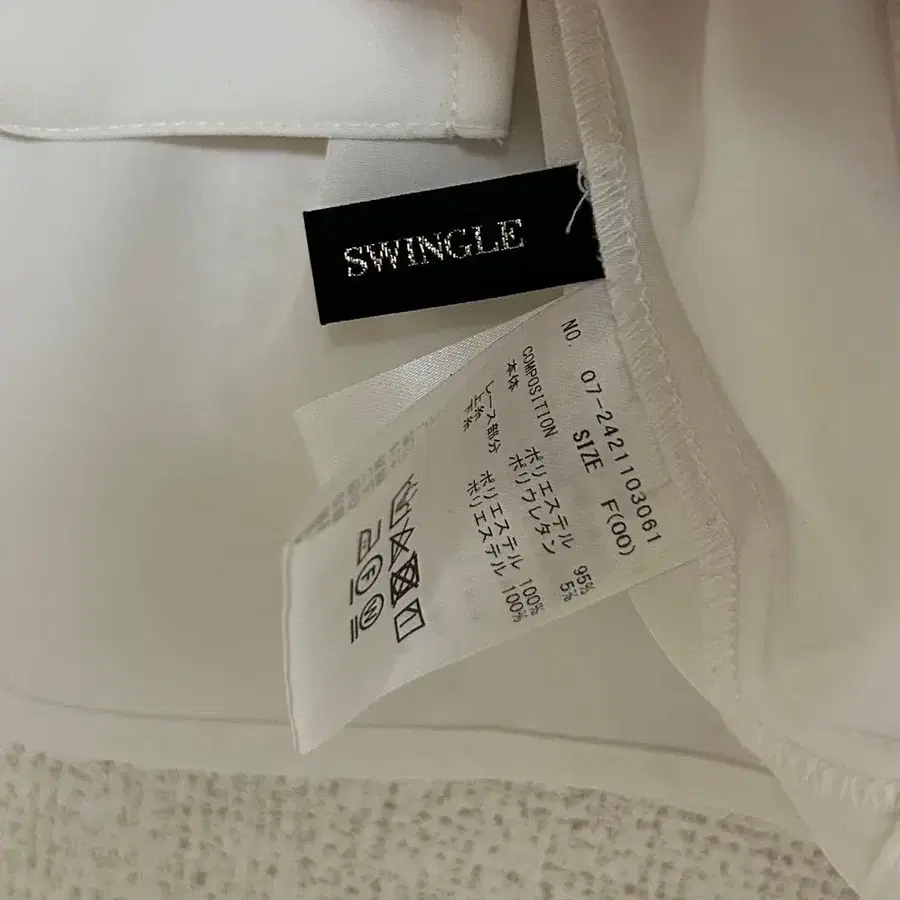 SWINGLE
NO. 07-2421103061
SIZE F(00)
COMPOSITION
本体 ポリエステル 95%
ポリウレタン 5%
レース部分 ポリエステル 100%
上下糸 ポリエステル 100%